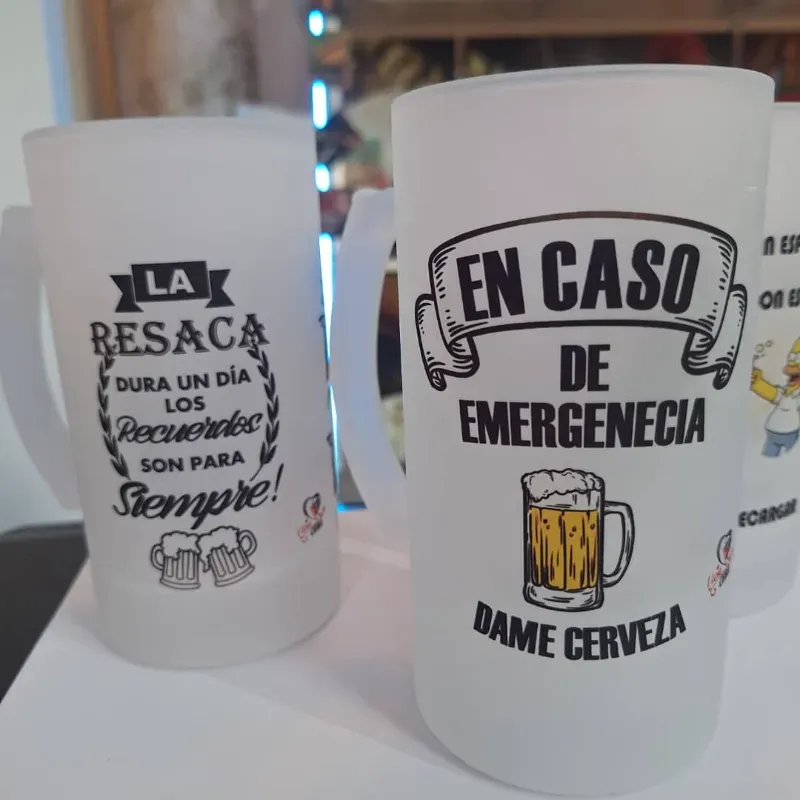 LA
RESACA
DURA UN DÍA
LOS
Recuerdos
SON PARA
Siempre!
EN CASO
DE
EMERGENECIA
DAME CERVEZA